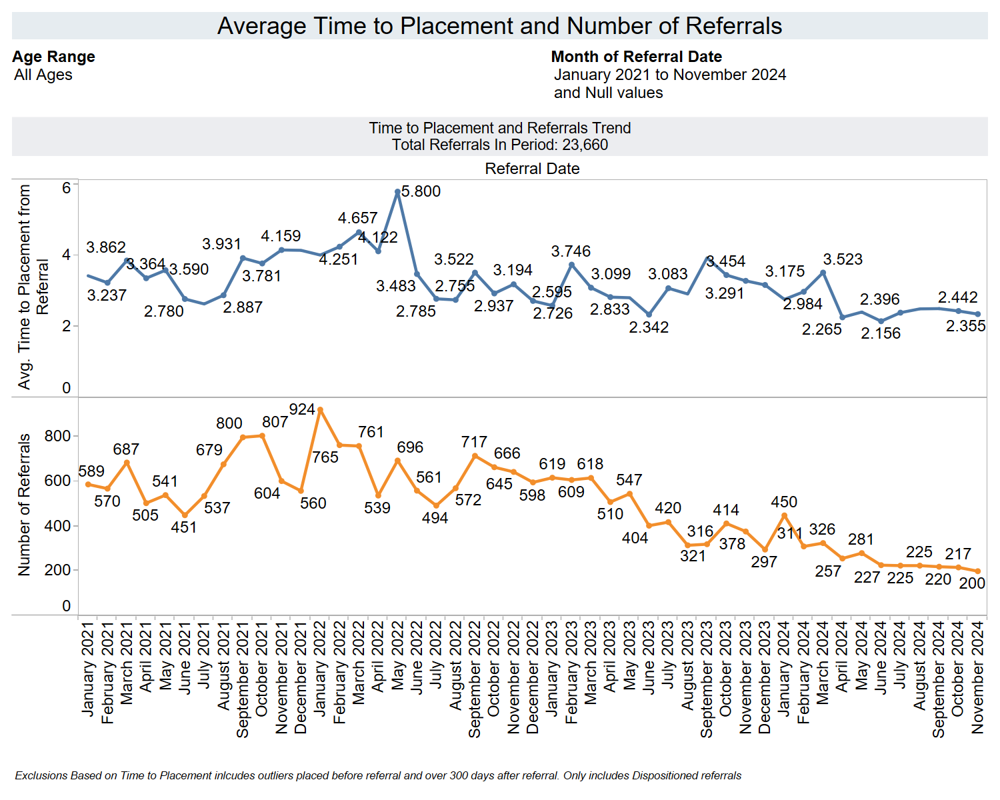 Average Time to Placement and Number of Referrals
Age Range
All Ages
Month of Referral Date
January 2021 to November 2024
and Null values
Time to Placement and Referrals Trend
Total Referrals In Period: 23,660
Referral Date
Avg. Time to Placement from
Referral
6
4
2
0
3.862
3.237
3.364
3.590
2.780
3.931
2.887
3.781
4.159
4.251
4.657
4.122
5.800
3.483
2.785
3.522
2.755
2.937
3.194
2.595
2.726
3.746
3.099
2.833
2.342
3.083
3.454
3.291
3.175
2.984
3.523
2.265
2.396
2.156
2.442
2.355
Number of Referrals
800
600
400
200
0
589
570
687
505
541
451
537
679
800
807
604
560
924
765
761
539
696
561
494
572
717
645
666
598
619
609
618
510
547
404
420
321
316
414
378
297
450
311
326
257
281
227
225
225
220
217
200
January 2021
February 2021
March 2021
April 2021
May 2021
June 2021
July 2021
August 2021
September 2021
October 2021
November 2021
December 2021
January 2022
February 2022
March 2022
April 2022
May 2022
June 2022
July 2022
August 2022
September 2022
October 2022
November 2022
December 2022
January 2023
February 2023
March 2023
April 2023
May 2023
June 2023
July 2023
August 2023
September 2023
October 2023
November 2023
December 2023
January 2024
February 2024
March 2024
April 2024
May 2024
June 2024
July 2024
August 2024
September 2024
October 2024
November 2024
Exclusions Based on Time to Placement inlcudes outliers placed before referral and over 300 days after referral. Only includes Dispositioned referrals